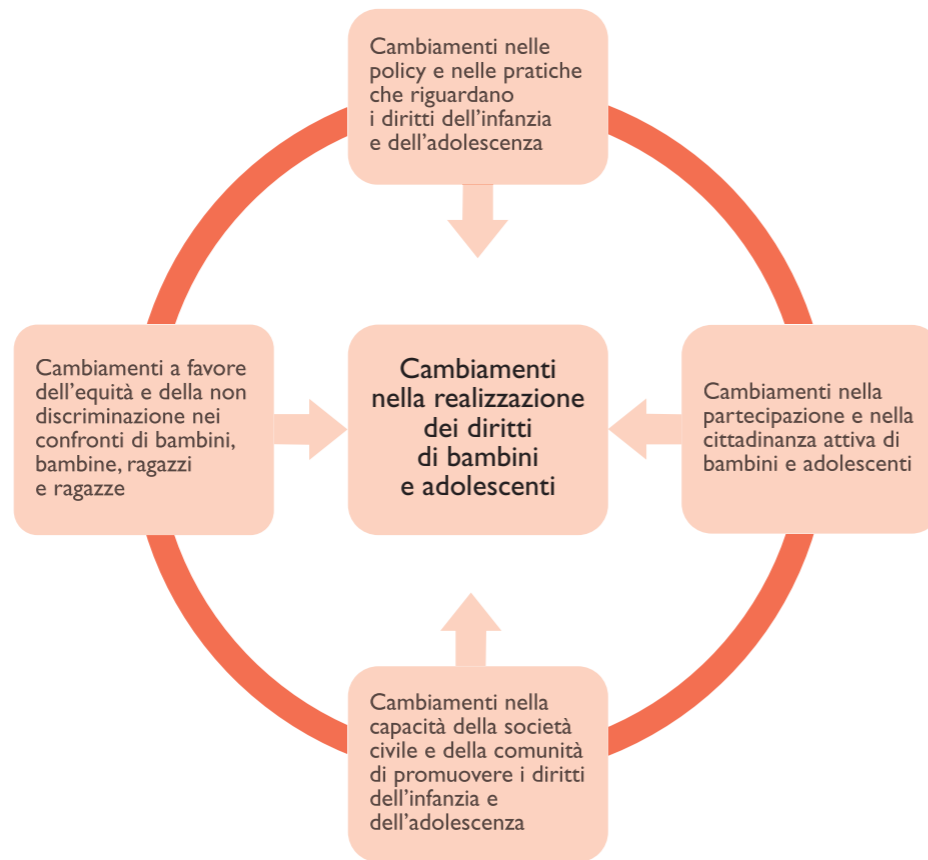 Cambiamenti nelle
policy e nelle pratiche
che riguardano
i diritti dell’infanzia
e dell’adolescenza
Cambiamenti a favore
dell’equità e della non
discriminazione nei
confronti di bambini,
bambine, ragazzi
e ragazze
Cambiamenti
nella realizzazione
dei diritti
di bambini
e adolescenti
Cambiamenti nella
partecipazione e nella
cittadinanza attiva di
bambini e adolescenti
Cambiamenti nella
capacità della società
civile e della comunità
di promuovere i diritti
dell’infanzia e
dell’adolescenza